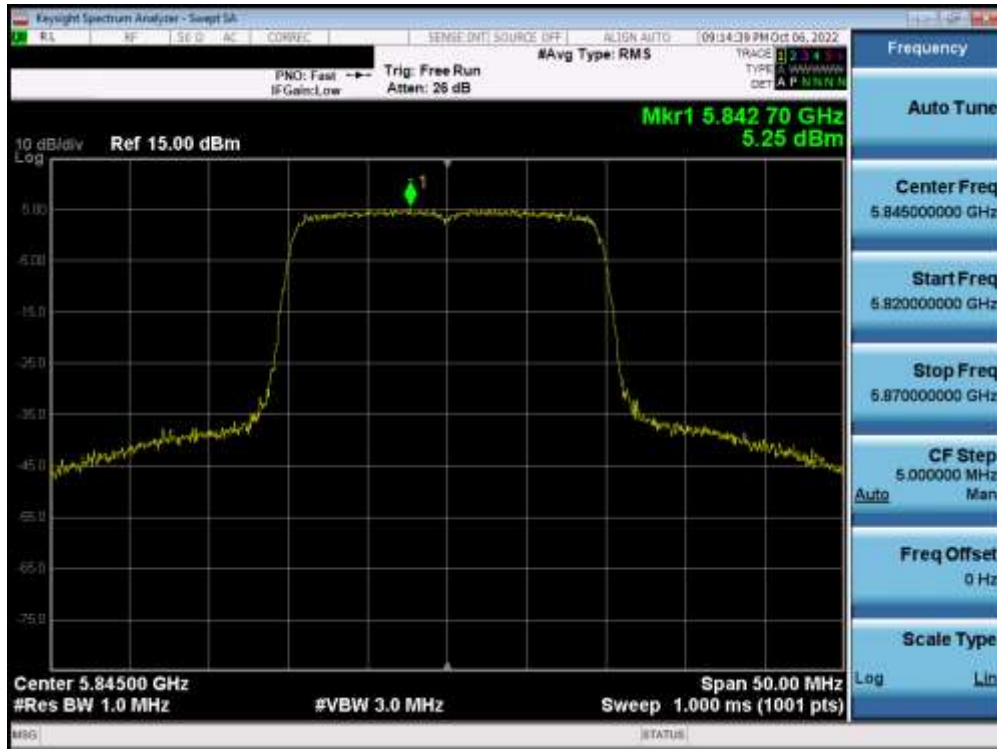 Keysight Spectrum Analyzer - Swept SA
RL RF 50 Ω AC CORREC SENSE:INT SOURCE OFF ALIGN AUTO 09:14:39 PM Oct 06, 2022
#Avg Type: RMS
TRACE 1 2 3 4 5 6
PNO: Fast Trig: Free Run
TYPE
IFGain:Low Atten: 26 dB
DET A P N N N N
Mkr1 5.842 70 GHz
5.25 dBm
10 dB/div Ref 15.00 dBm
Log
1
5.00
-5.00
-15.0
-25.0
-35.0
-45.0
-55.0
-65.0
-75.0
Center 5.84500 GHz Span 50.00 MHz
#Res BW 1.0 MHz #VBW 3.0 MHz Sweep 1.000 ms (1001 pts)
MSG STATUS
Frequency
Auto Tune
Center Freq
5.845000000 GHz
Start Freq
5.820000000 GHz
Stop Freq
5.870000000 GHz
CF Step
5.000000 MHz
Auto Man
Freq Offset
0 Hz
Scale Type
Log Lin